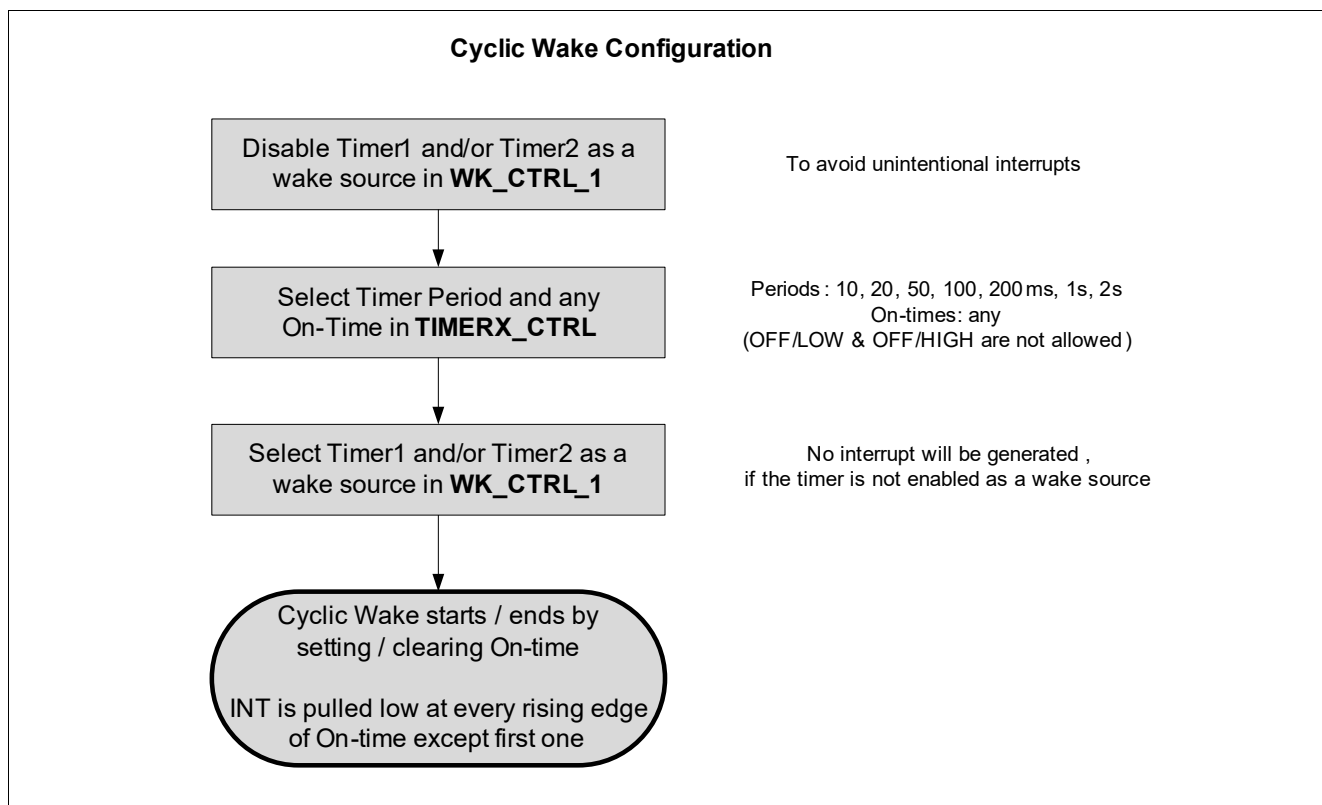 Cyclic Wake Configuration
Disable Timer1 and/or Timer2 as a
wake source in WK_CTRL_1
To avoid unintentional interrupts
Select Timer Period and any
On-Time in TIMERX_CTRL
Periods : 10, 20, 50, 100, 200 ms, 1s, 2s
On-times: any
(OFF/LOW & OFF/HIGH are not allowed )
Select Timer1 and/or Timer2 as a
wake source in WK_CTRL_1
No interrupt will be generated ,
if the timer is not enabled as a wake source
Cyclic Wake starts / ends by
setting / clearing On-time
INT is pulled low at every rising edge
of On-time except first one